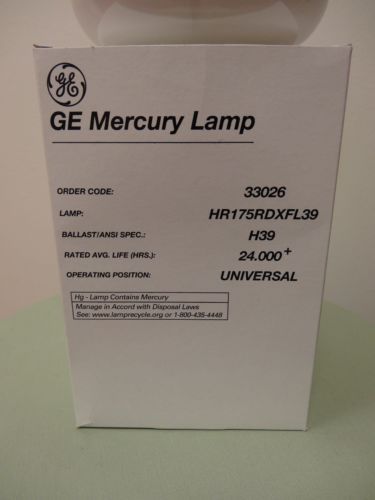 GE
GE Mercury Lamp
ORDER CODE: 33026
LAMP: HR175RDXFL39
BALLAST/ANSI SPEC.: H39
RATED AVG. LIFE (HRS.): 24.000+
OPERATING POSITION: UNIVERSAL
Hg - Lamp Contains Mercury
Manage in Accord with Disposal Laws
See: www.lamprecycle.org or 1-800-435-4448